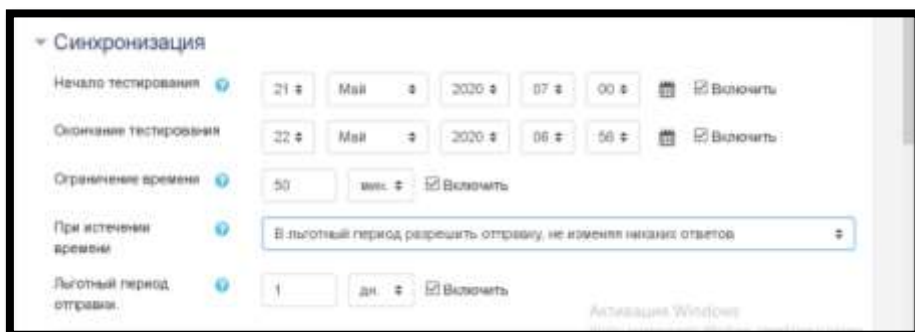 Синхронизация
Начало тестирования 21 Май 2020 07 00 Включить
Окончание тестирования 22 Май 2020 06 56 Включить
Ограничение времени 50 мин. Включить
При истечении
времени
В льготный период разрешить отправку, не изменяя никаких ответов
Льготный период
отправки.
1 дн. Включить
Активация Windows